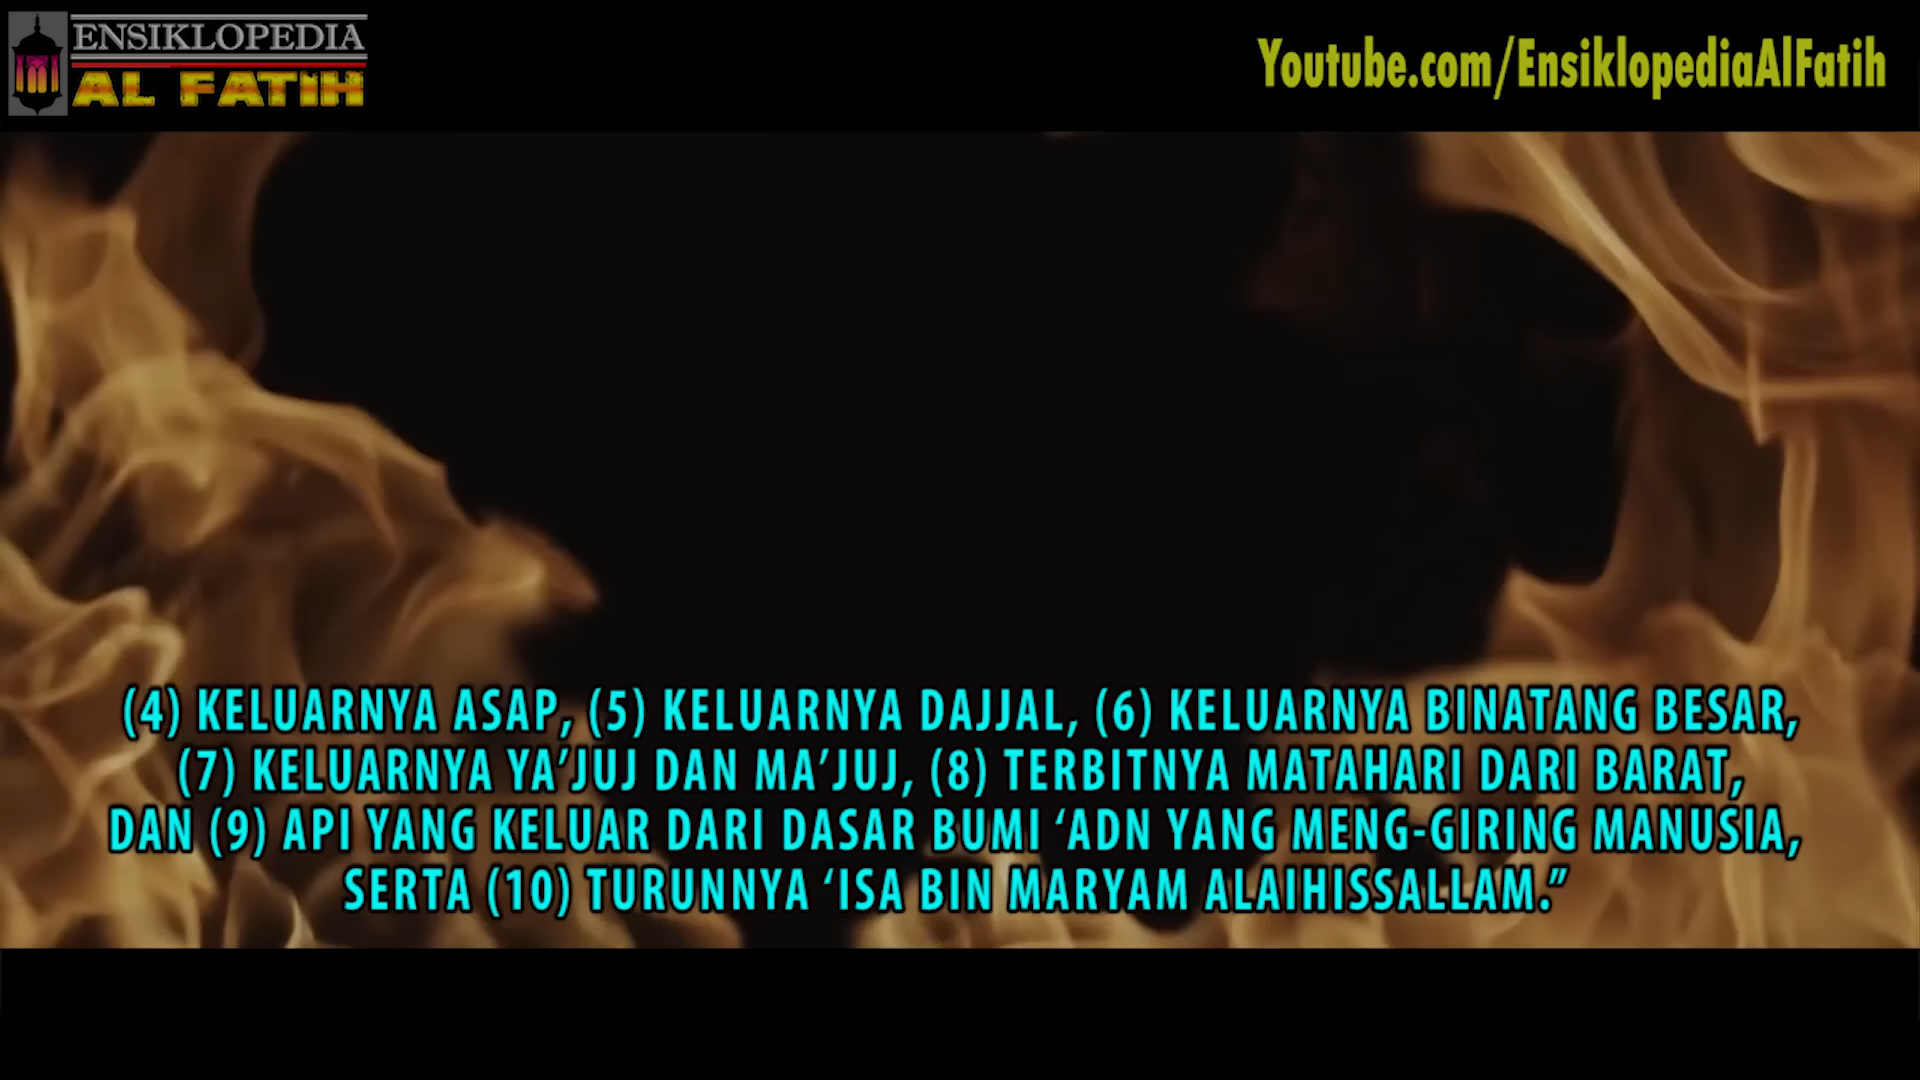 ENSIKLOPEDIA
AL FATIH
Youtube.com/EnsiklopediaAlFatih
(4) KELUARNYA ASAP, (5) KELUARNYA DAJJAL, (6) KELUARNYA BINATANG BESAR,
(7) KELUARNYA YA’JUJ DAN MA’JUJ, (8) TERBITNYA MATAHARI DARI BARAT,
DAN (9) API YANG KELUAR DARI DASAR BUMI ‘ADN YANG MENG-GIRING MANUSIA,
SERTA (10) TURUNNYA ‘ISA BIN MARYAM ALAIHISSALLAM.”